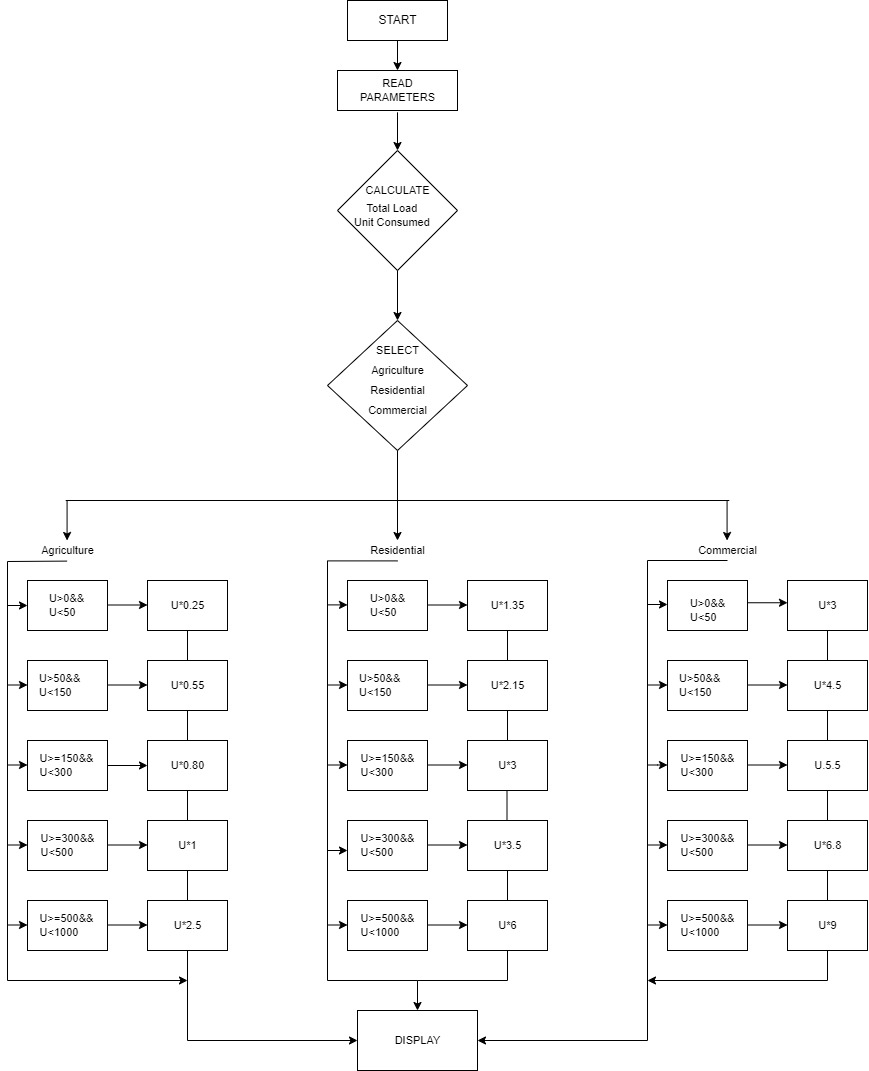 START
READ
PARAMETERS
CALCULATE
Total Load
Unit Consumed
SELECT
Agriculture
Residential
Commercial
Agriculture
U>0&&
U<50
U*0.25
U>50&&
U<150
U*0.55
U>=150&&
U<300
U*0.80
U>=300&&
U<500
U*1
U>=500&&
U<1000
U*2.5
Residential
U>0&&
U<50
U*1.35
U>50&&
U<150
U*2.15
U>=150&&
U<300
U*3
U>=300&&
U<500
U*3.5
U>=500&&
U<1000
U*6
Commercial
U>0&&
U<50
U*3
U>50&&
U<150
U*4.5
U>=150&&
U<300
U.5.5
U>=300&&
U<500
U*6.8
U>=500&&
U<1000
U*9
DISPLAY